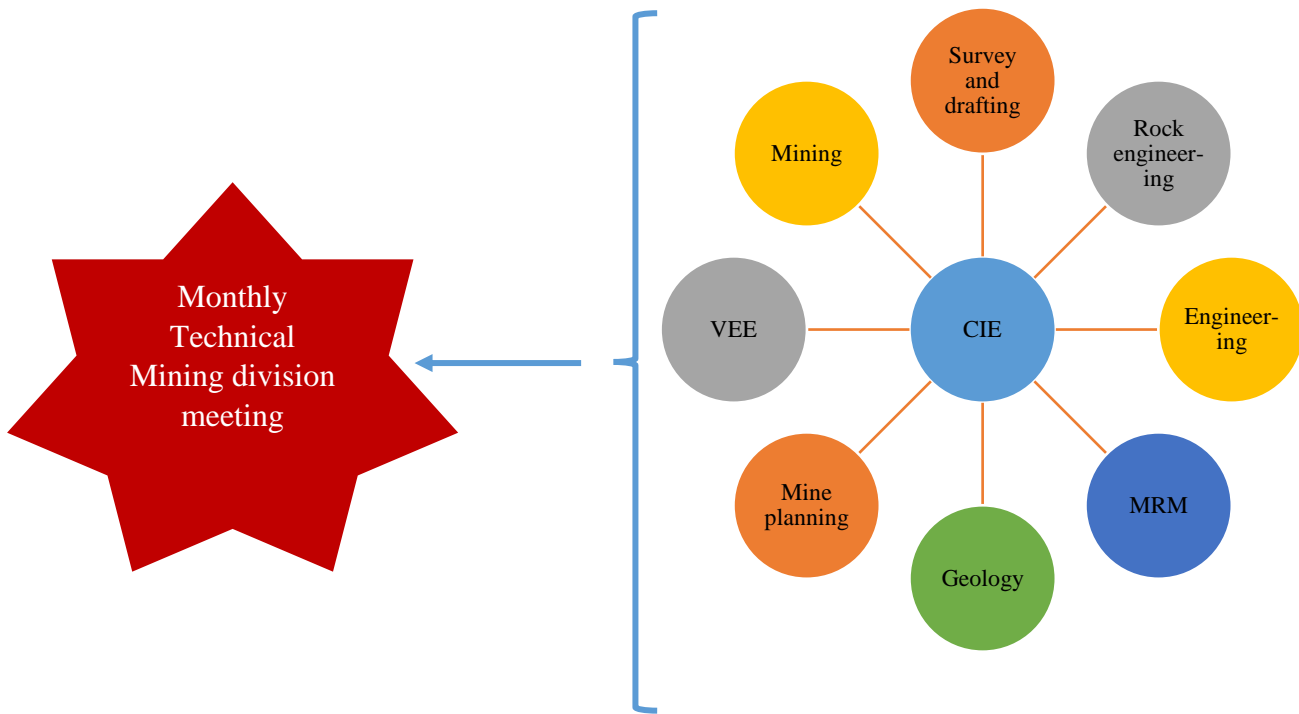 Monthly
Technical
Mining division
meeting
Survey
and
drafting
Mining
Rock
engineer-
ing
VEE
CIE
Engineer-
ing
Mine
planning
MRM
Geology